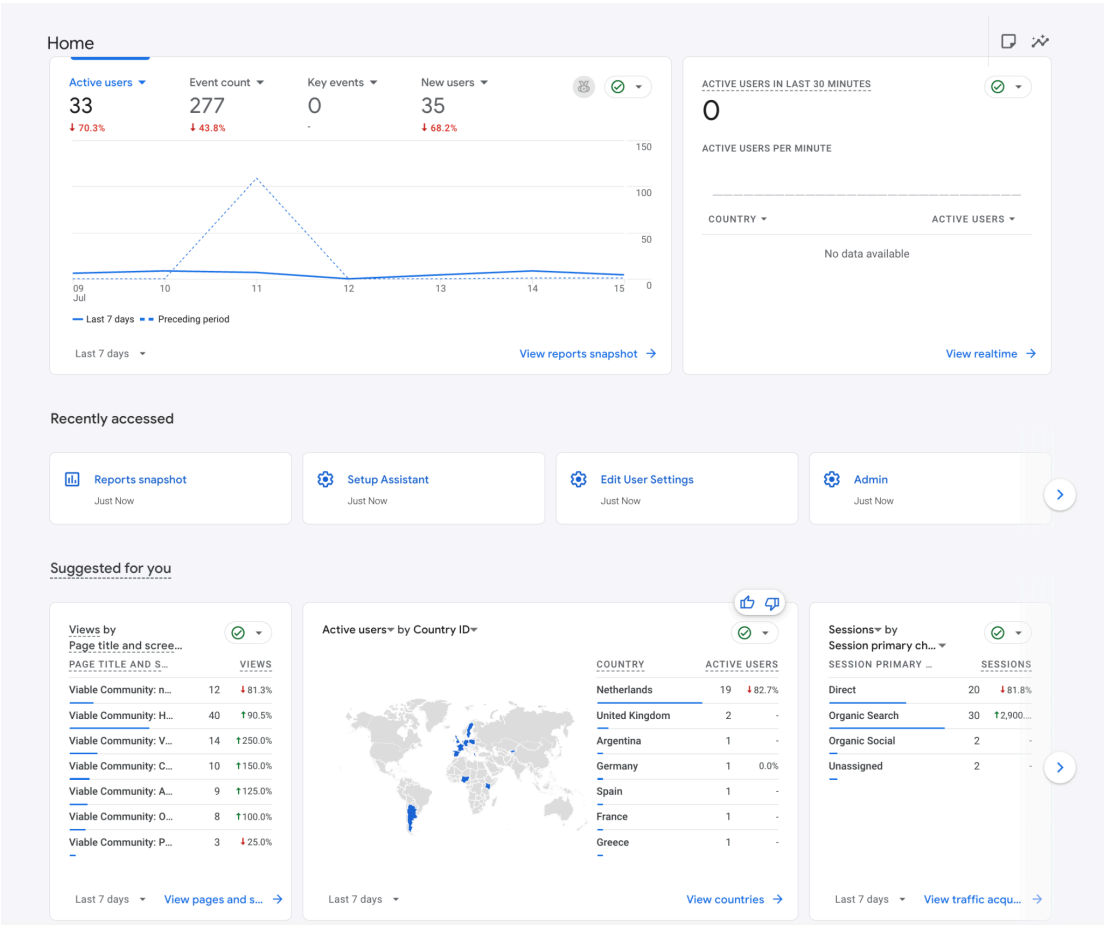 Home
Active users
33
70.3%
Event count
277
43.8%
Key events
0
-
New users
35
68.2%
150
100
50
0
09
Jul
10
11
12
13
14
15
Last 7 days
Preceding period
Last 7 days
View reports snapshot
ACTIVE USERS IN LAST 30 MINUTES
0
ACTIVE USERS PER MINUTE
COUNTRY
ACTIVE USERS
No data available
View realtime
Recently accessed
Reports snapshot
Just Now
Setup Assistant
Just Now
Edit User Settings
Just Now
Admin
Just Now
Suggested for you
Views by
Page title and scree...
PAGE TITLE AND S... VIEWS
Viable Community: n... 12 81.3%
Viable Community: H... 40 90.5%
Viable Community: V... 14 250.0%
Viable Community: C... 10 150.0%
Viable Community: A... 9 125.0%
Viable Community: O... 8 100.0%
Viable Community: P... 3 25.0%
Last 7 days
View pages and s...
Active users by Country ID
COUNTRY ACTIVE USERS
Netherlands 19 82.7%
United Kingdom 2 -
Argentina 1 -
Germany 1 0.0%
Spain 1 -
France 1 -
Greece 1 -
Last 7 days
View countries
Sessions by
Session primary ch...
SESSION PRIMARY ... SESSIONS
Direct 20 81.8%
Organic Search 30 2,900....
Organic Social 2 -
Unassigned 2 -
Last 7 days
View traffic acqu...